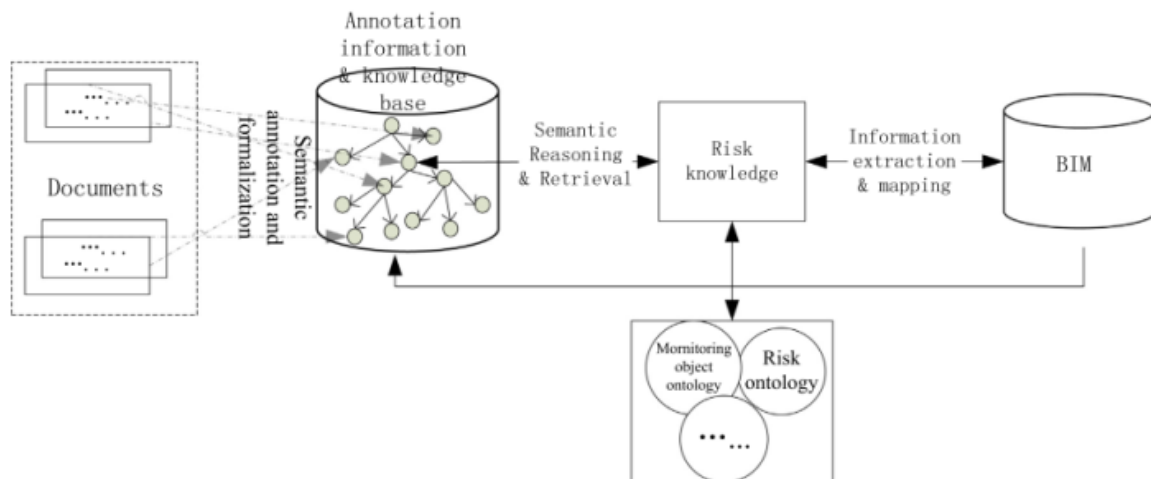 Annotation
information
& knowledge
base
Documents
Semantic
annotation and
formalization
Semantic
Reasoning
& Retrieval
Risk
knowledge
Information
extraction
& mapping
BIM
Mornitoring
object
ontology
Risk
ontology